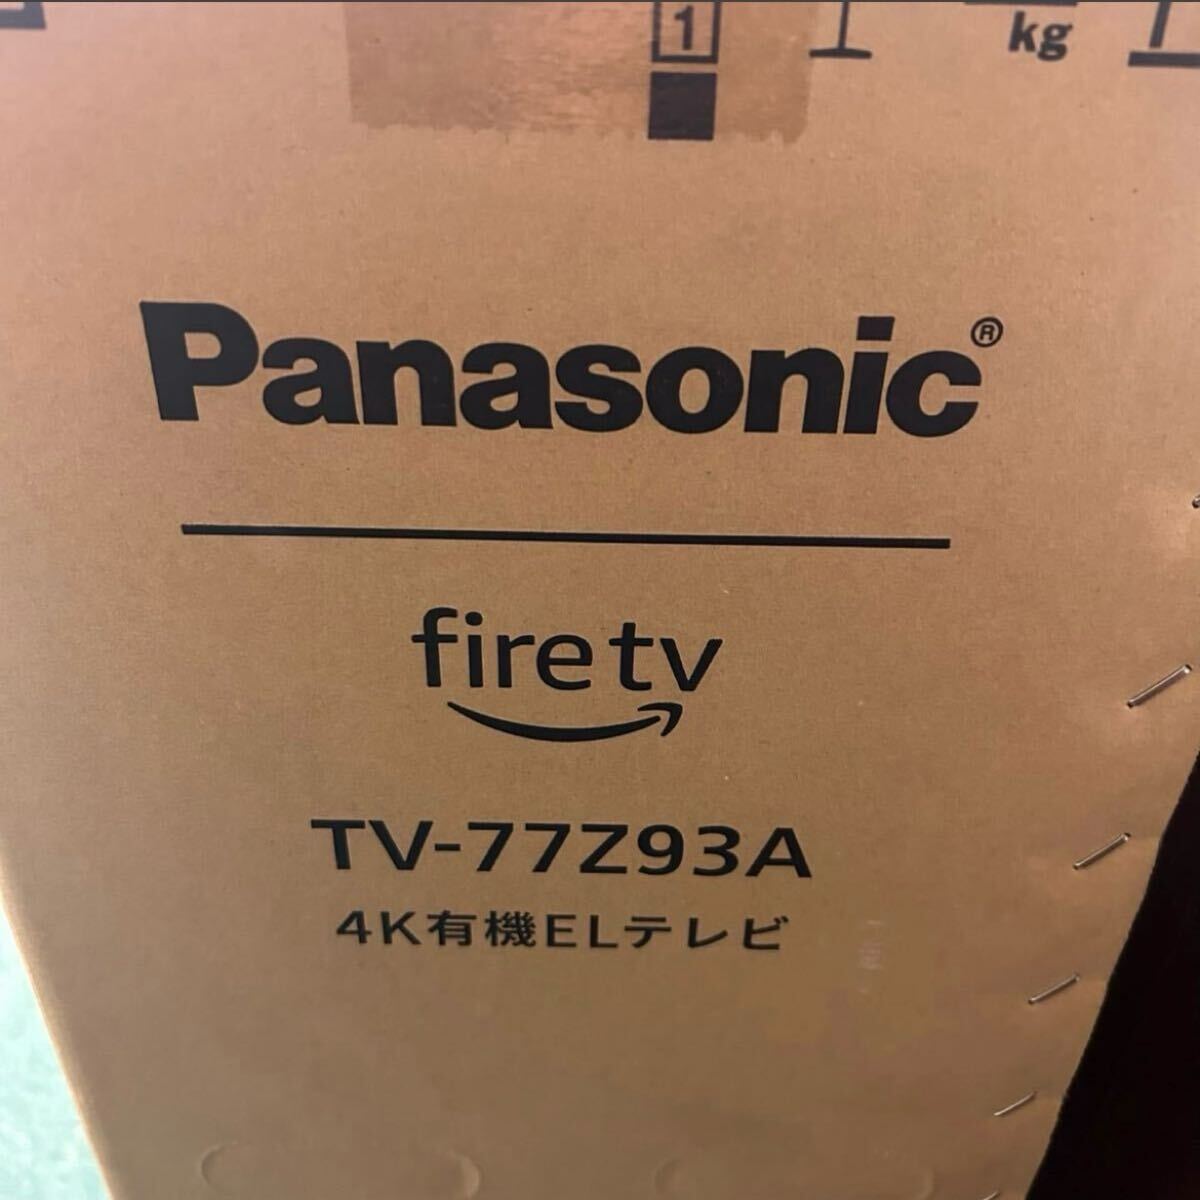 1
kg
Panasonic®
fire tv
TV-77Z93A
4K有機ELテレビ